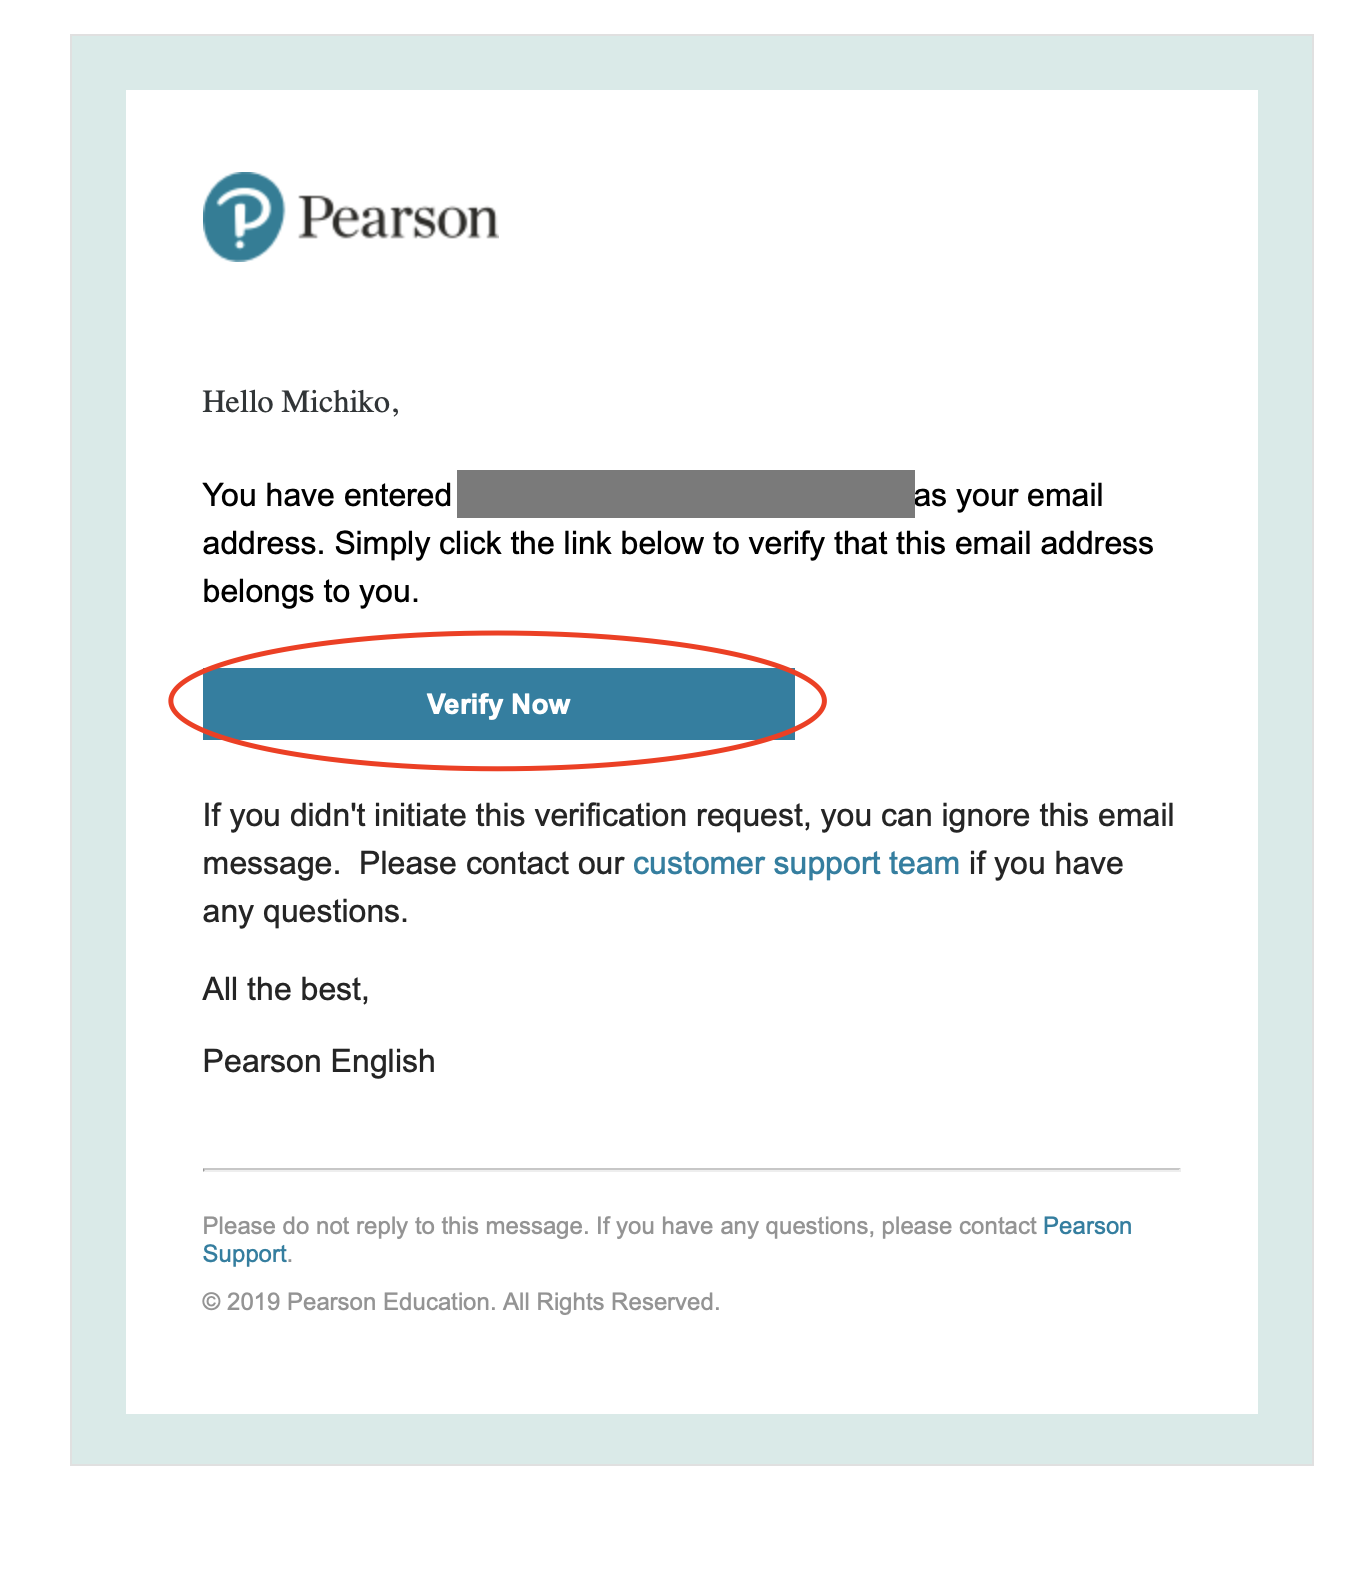 Pearson
Hello Michiko,
You have entered as your email
address. Simply click the link below to verify that this email address
belongs to you.
Verify Now
If you didn't initiate this verification request, you can ignore this email
message.  Please contact our customer support team if you have
any questions.
All the best,
Pearson English
Please do not reply to this message. If you have any questions, please contact Pearson
Support.
© 2019 Pearson Education. All Rights Reserved.